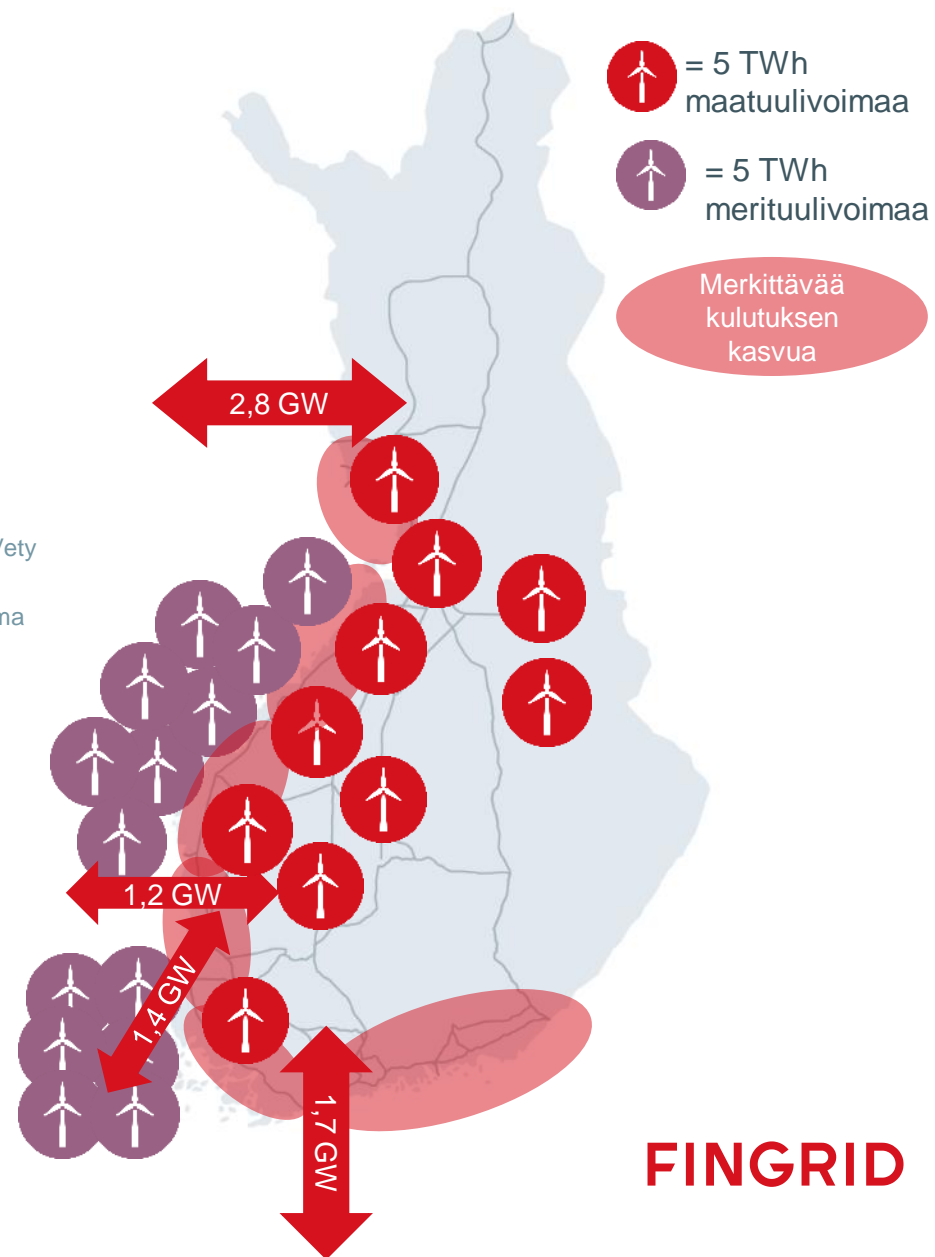 = 5 TWh
maatuulivoimaa
= 5 TWh
merituulivoimaa
Merkittävää
kulutuksen
kasvua
2,8 GW
1,2 GW
1,4 GW
1,7 GW
FINGRID